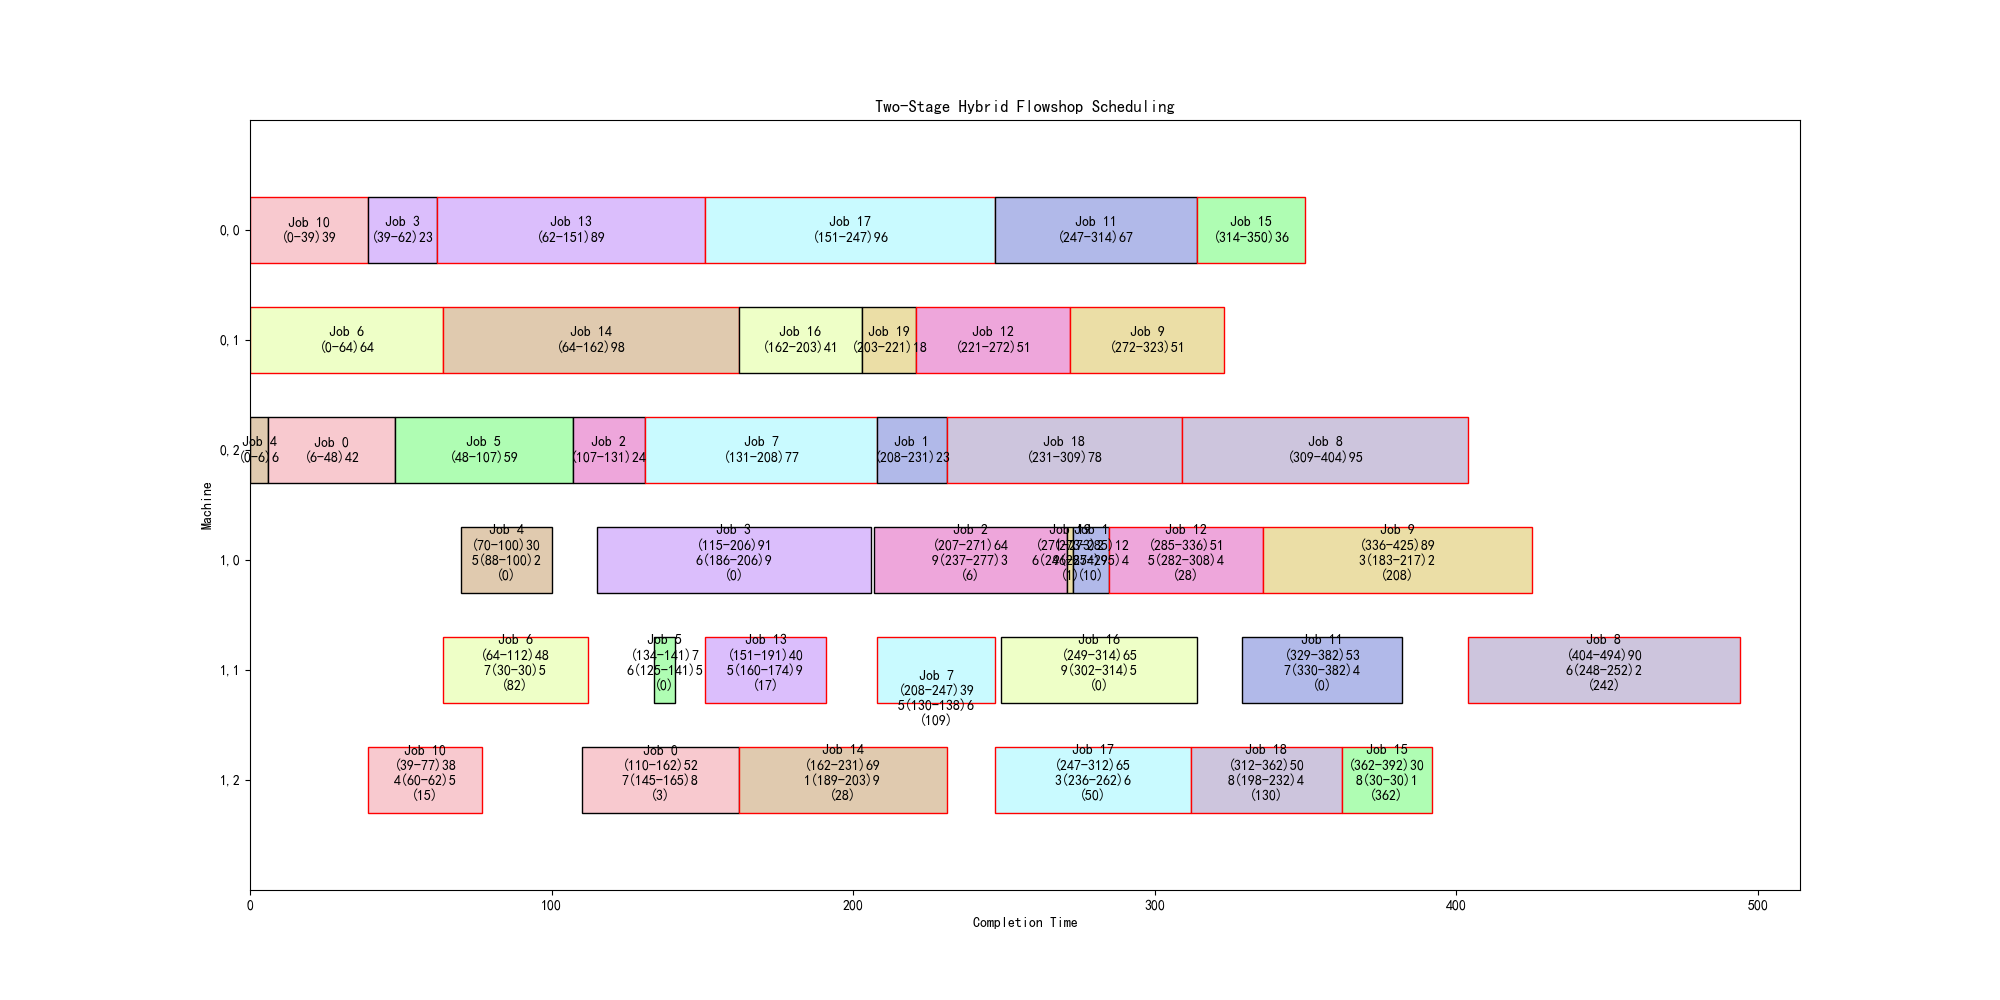 Two-Stage Hybrid Flowshop Scheduling
0,0
Job 10
(0-39)39
Job 3
(39-62)23
Job 13
(62-151)89
Job 17
(151-247)96
Job 11
(247-314)67
Job 15
(314-350)36
0,1
Job 6
(0-64)64
Job 14
(64-162)98
Job 16
(162-203)41
Job 19
(203-221)18
Job 12
(221-272)51
Job 9
(272-323)51
0,2
Job 4
(0-6)6
Job 0
(6-48)42
Job 5
(48-107)59
Job 2
(107-131)24
Job 7
(131-208)77
Job 1
(208-231)23
Job 18
(231-309)78
Job 8
(309-404)95
Machine
1,0
Job 4
(70-100)30
5(88-100)2
(0)
Job 3
(115-206)91
6(186-206)9
(0)
Job 2
(207-271)64
9(237-277)3
(6)
Job 19
(1)
Job 1
(273-285)12
(10)
Job 12
(285-336)51
5(282-308)4
(28)
Job 9
(336-425)89
3(183-217)2
(208)
1,1
Job 6
(64-112)48
7(30-30)5
(82)
Job 5
(134-141)7
6(125-141)5
(0)
Job 13
(151-191)40
5(160-174)9
(17)
Job 7
(208-247)39
5(130-138)6
(109)
Job 16
(249-314)65
9(302-314)5
(0)
Job 11
(329-382)53
7(330-382)4
(0)
Job 8
(404-494)90
6(248-252)2
(242)
1,2
Job 10
(39-77)38
4(60-62)5
(15)
Job 0
(110-162)52
7(145-165)8
(3)
Job 14
(162-231)69
1(189-203)9
(28)
Job 17
(247-312)65
3(236-262)6
(50)
Job 18
(312-362)50
8(198-232)4
(130)
Job 15
(362-392)30
8(30-30)1
(362)
0
100
200
300
400
500
Completion Time